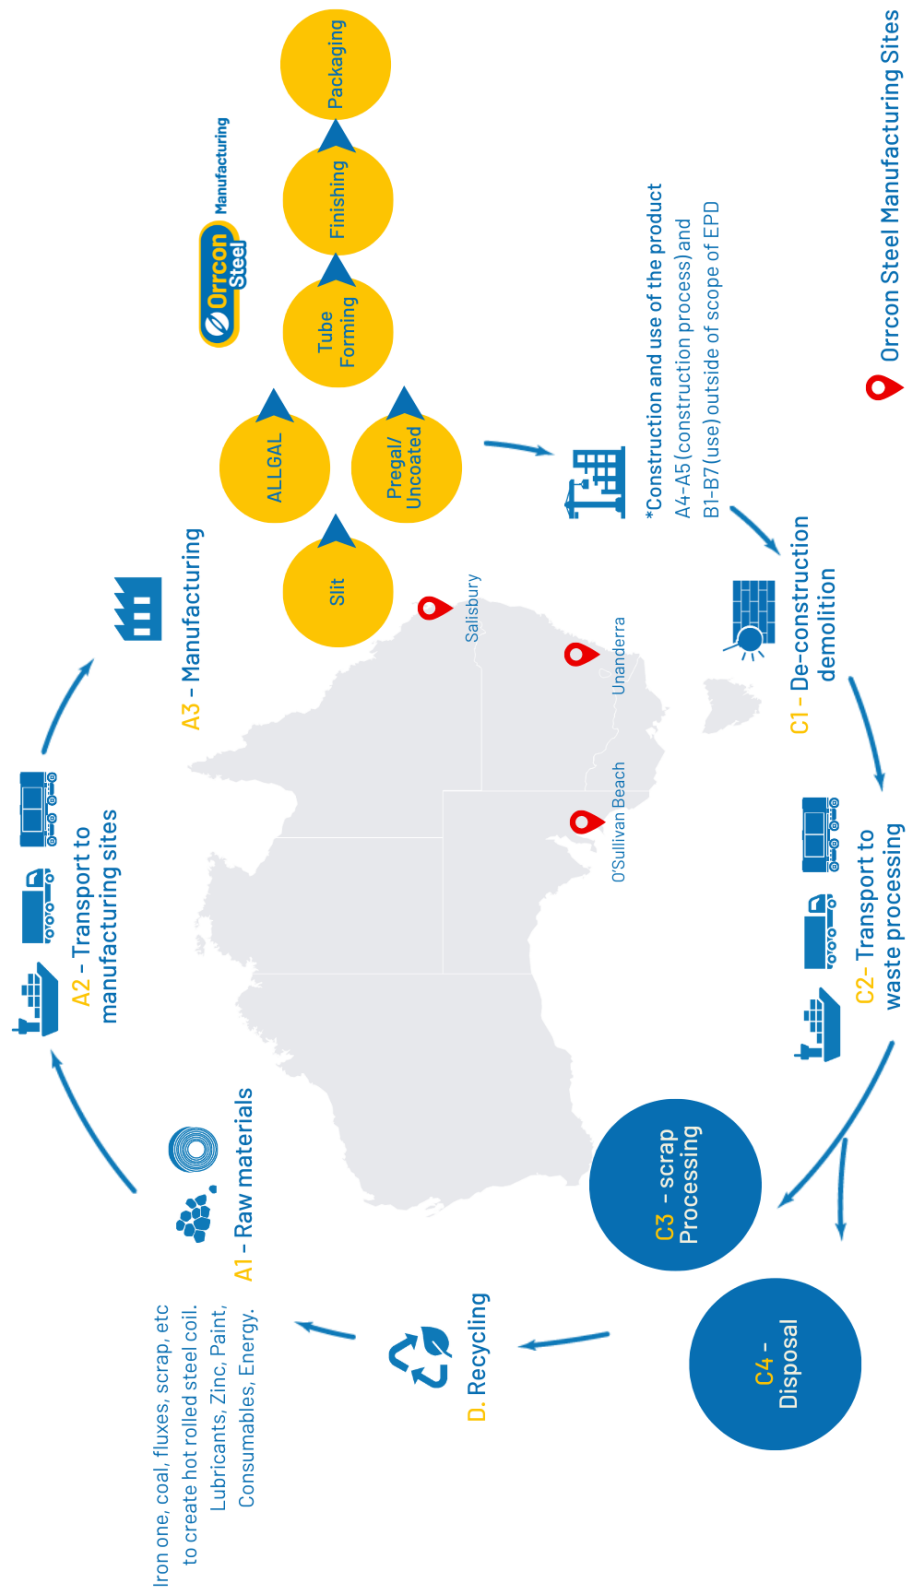 Iron one, coal, fluxes, scrap, etc
to create hot rolled steel coil.
Lubricants, Zinc, Paint,
Consumables, Energy.
A1 - Raw materials
A2 - Transport to
manufacturing sites
A3 - Manufacturing
Orrcon
Steel
Manufacturing
Slit
ALLGAL
Pregal/
Uncoated
Tube
Forming
Finishing
Packaging
*Construction and use of the product
A4-A5 (construction process) and
B1-B7(use) outside of scope of EPD
C1 - De-construction
demolition
C2- Transport to
waste processing
C3 - scrap
Processing
C4 -
Disposal
D. Recycling
Salisbury
Unanderra
O'Sullivan Beach
Orrcon Steel Manufacturing Sites